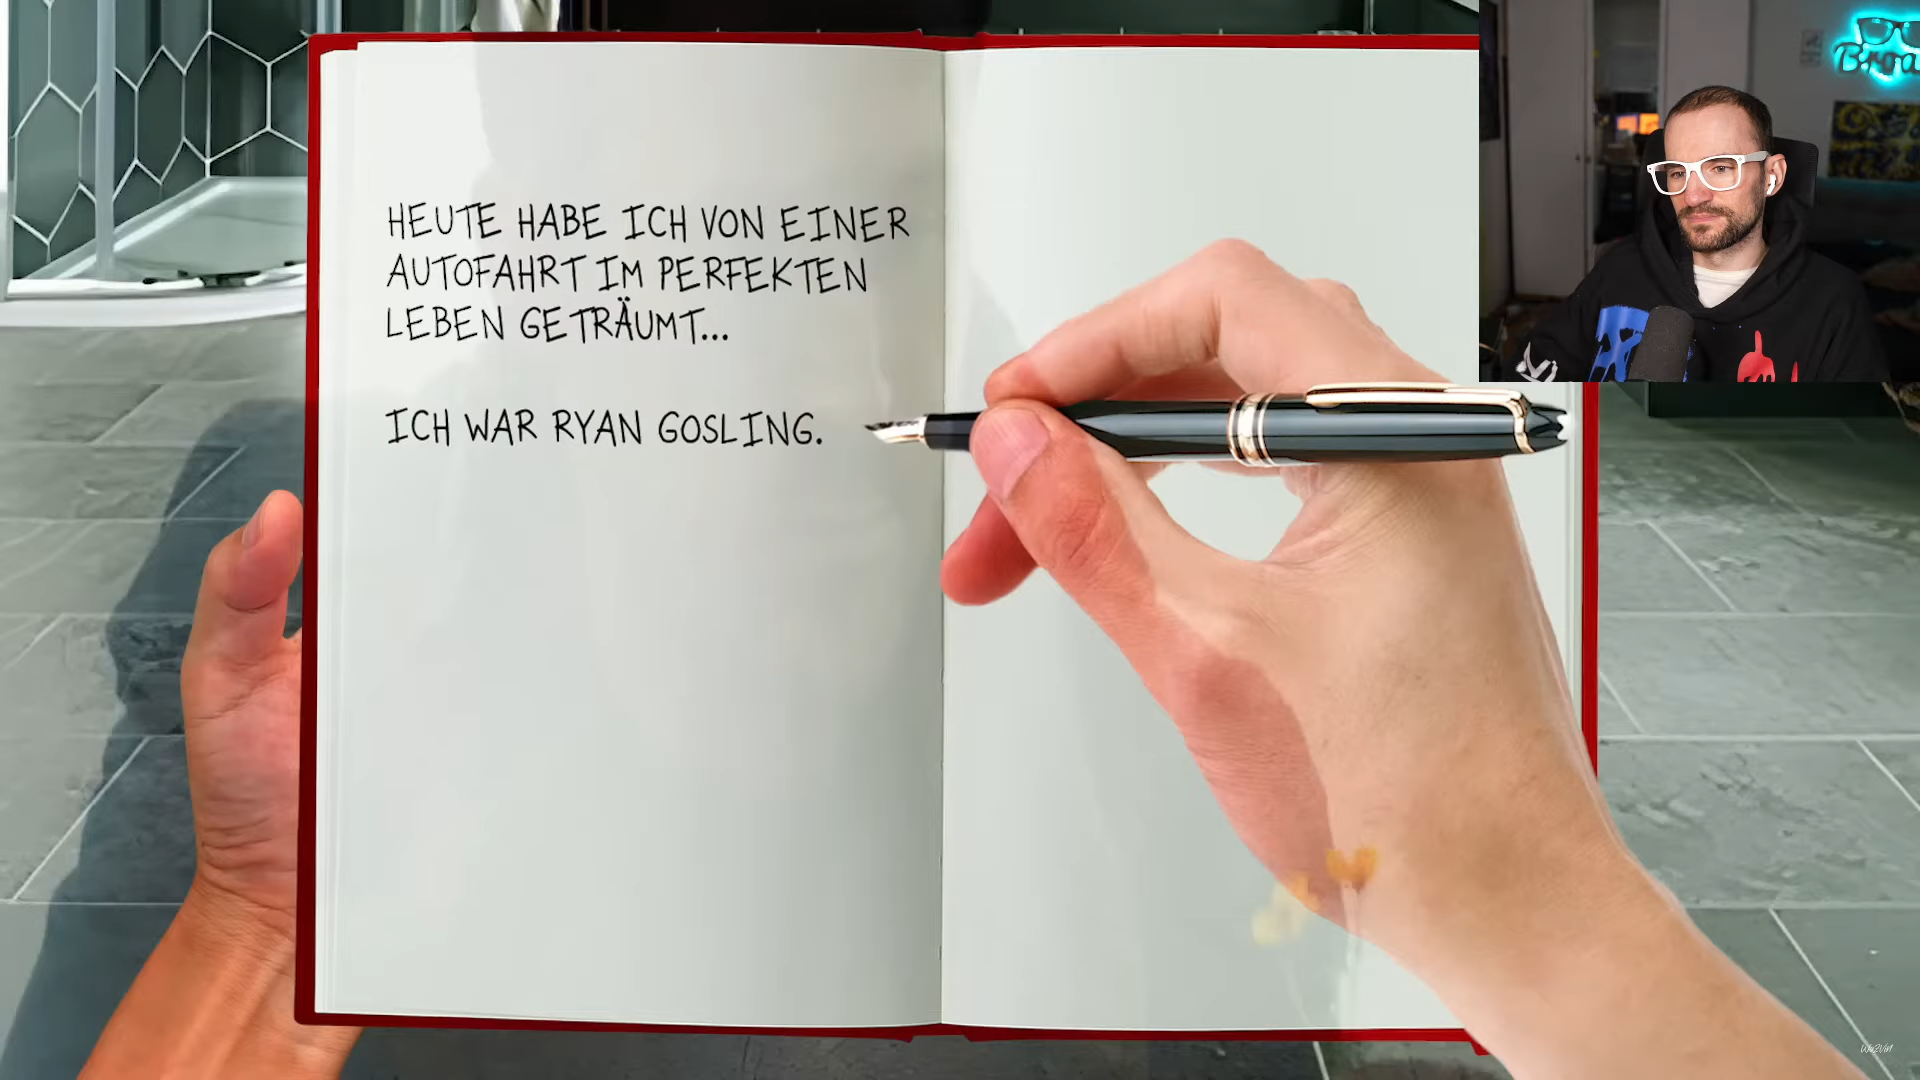 HEUTE HABE ICH VON EINER
AUTOFAHRT IM PERFEKTEN
LEBEN GETRÄUMT...
ICH WAR RYAN GOSLING.